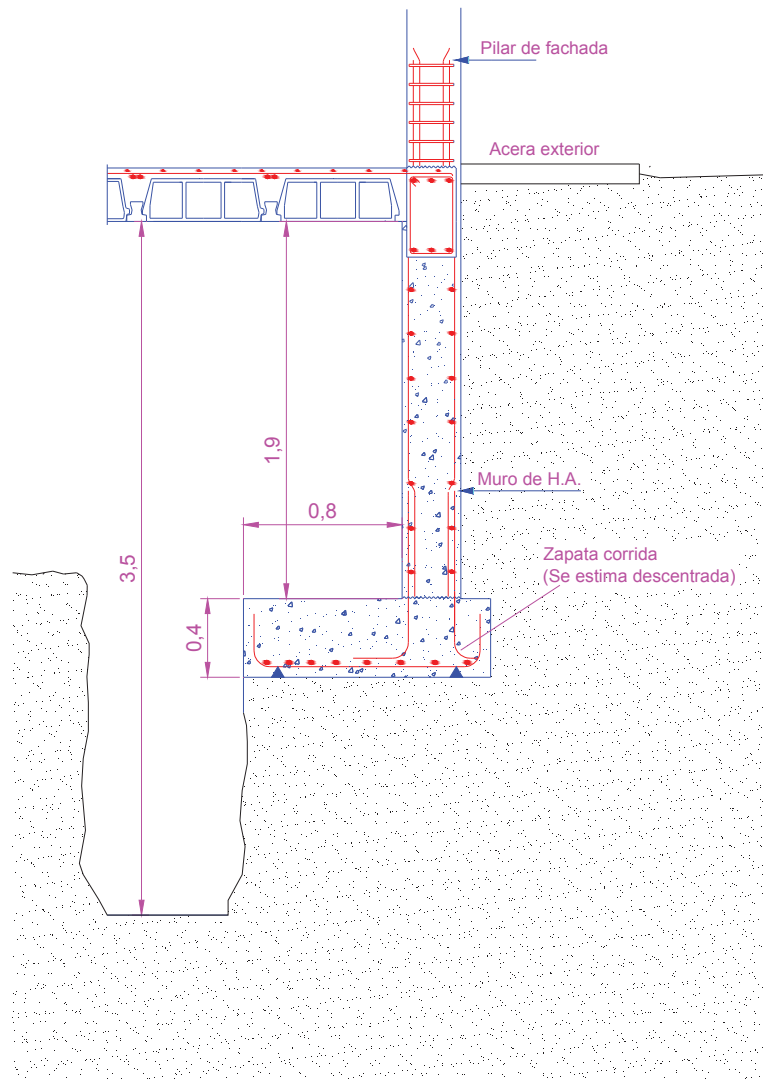 Pilar de fachada
Acera exterior
1,9
Muro de H.A.
0,8
3,5
Zapata corrida
(Se estima descentrada)
0,4